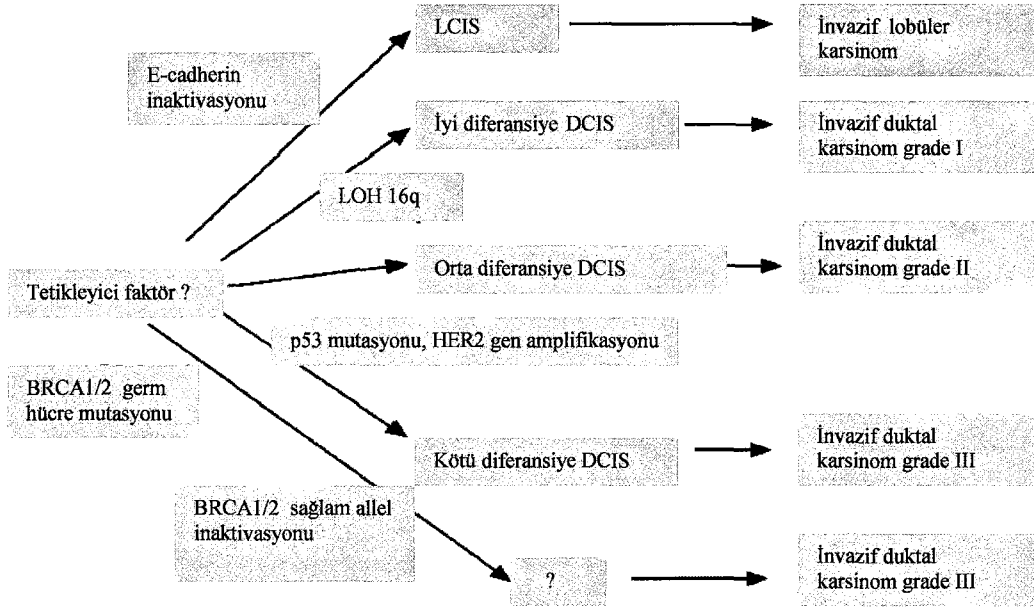 LCIS
İnvazif lobüler
karsinom
E-cadherin
inaktivasyonu
İyi diferansiye DCIS
İnvazif duktal
karsinom grade I
LOH 16q
Orta diferansiye DCIS
İnvazif duktal
karsinom grade II
Tetikleyici faktör ?
p53 mutasyonu, HER2 gen amplifikasyonu
BRCA1/2 germ
hücre mutasyonu
Kötü diferansiye DCIS
İnvazif duktal
karsinom grade III
BRCA1/2 sağlam allel
inaktivasyonu
?
İnvazif duktal
karsinom grade III